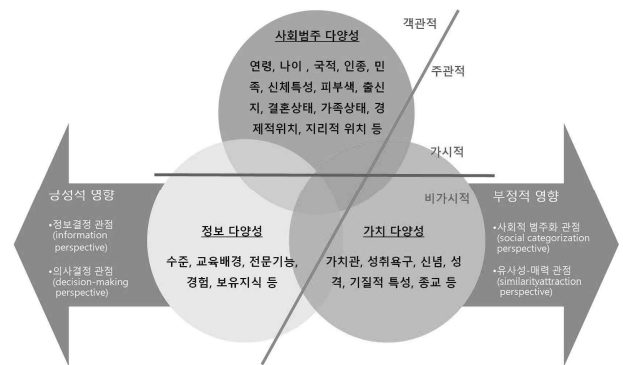 객관적
사회범주 다양성
주관적
연령, 나이 , 국적, 인종, 민
족, 신체특성, 피부색, 출신
지, 결혼상태, 가족상태, 경
제적위치, 지리적 위치 등
가시적
비가시적
긍정적 영향
•정보결정 관점
(information
perspective)
•의사결정 관점
(decision-making
perspective)
정보 다양성
수준, 교육배경, 전문기능,
경험, 보유지식 등
가치 다양성
가치관, 성취욕구, 신념, 성
격, 기질적 특성, 종교 등
부정적 영향
•사회적 범주화 관점
(social categorization
perspective)
•유사성-매력 관점
(similarityattraction
perspective)